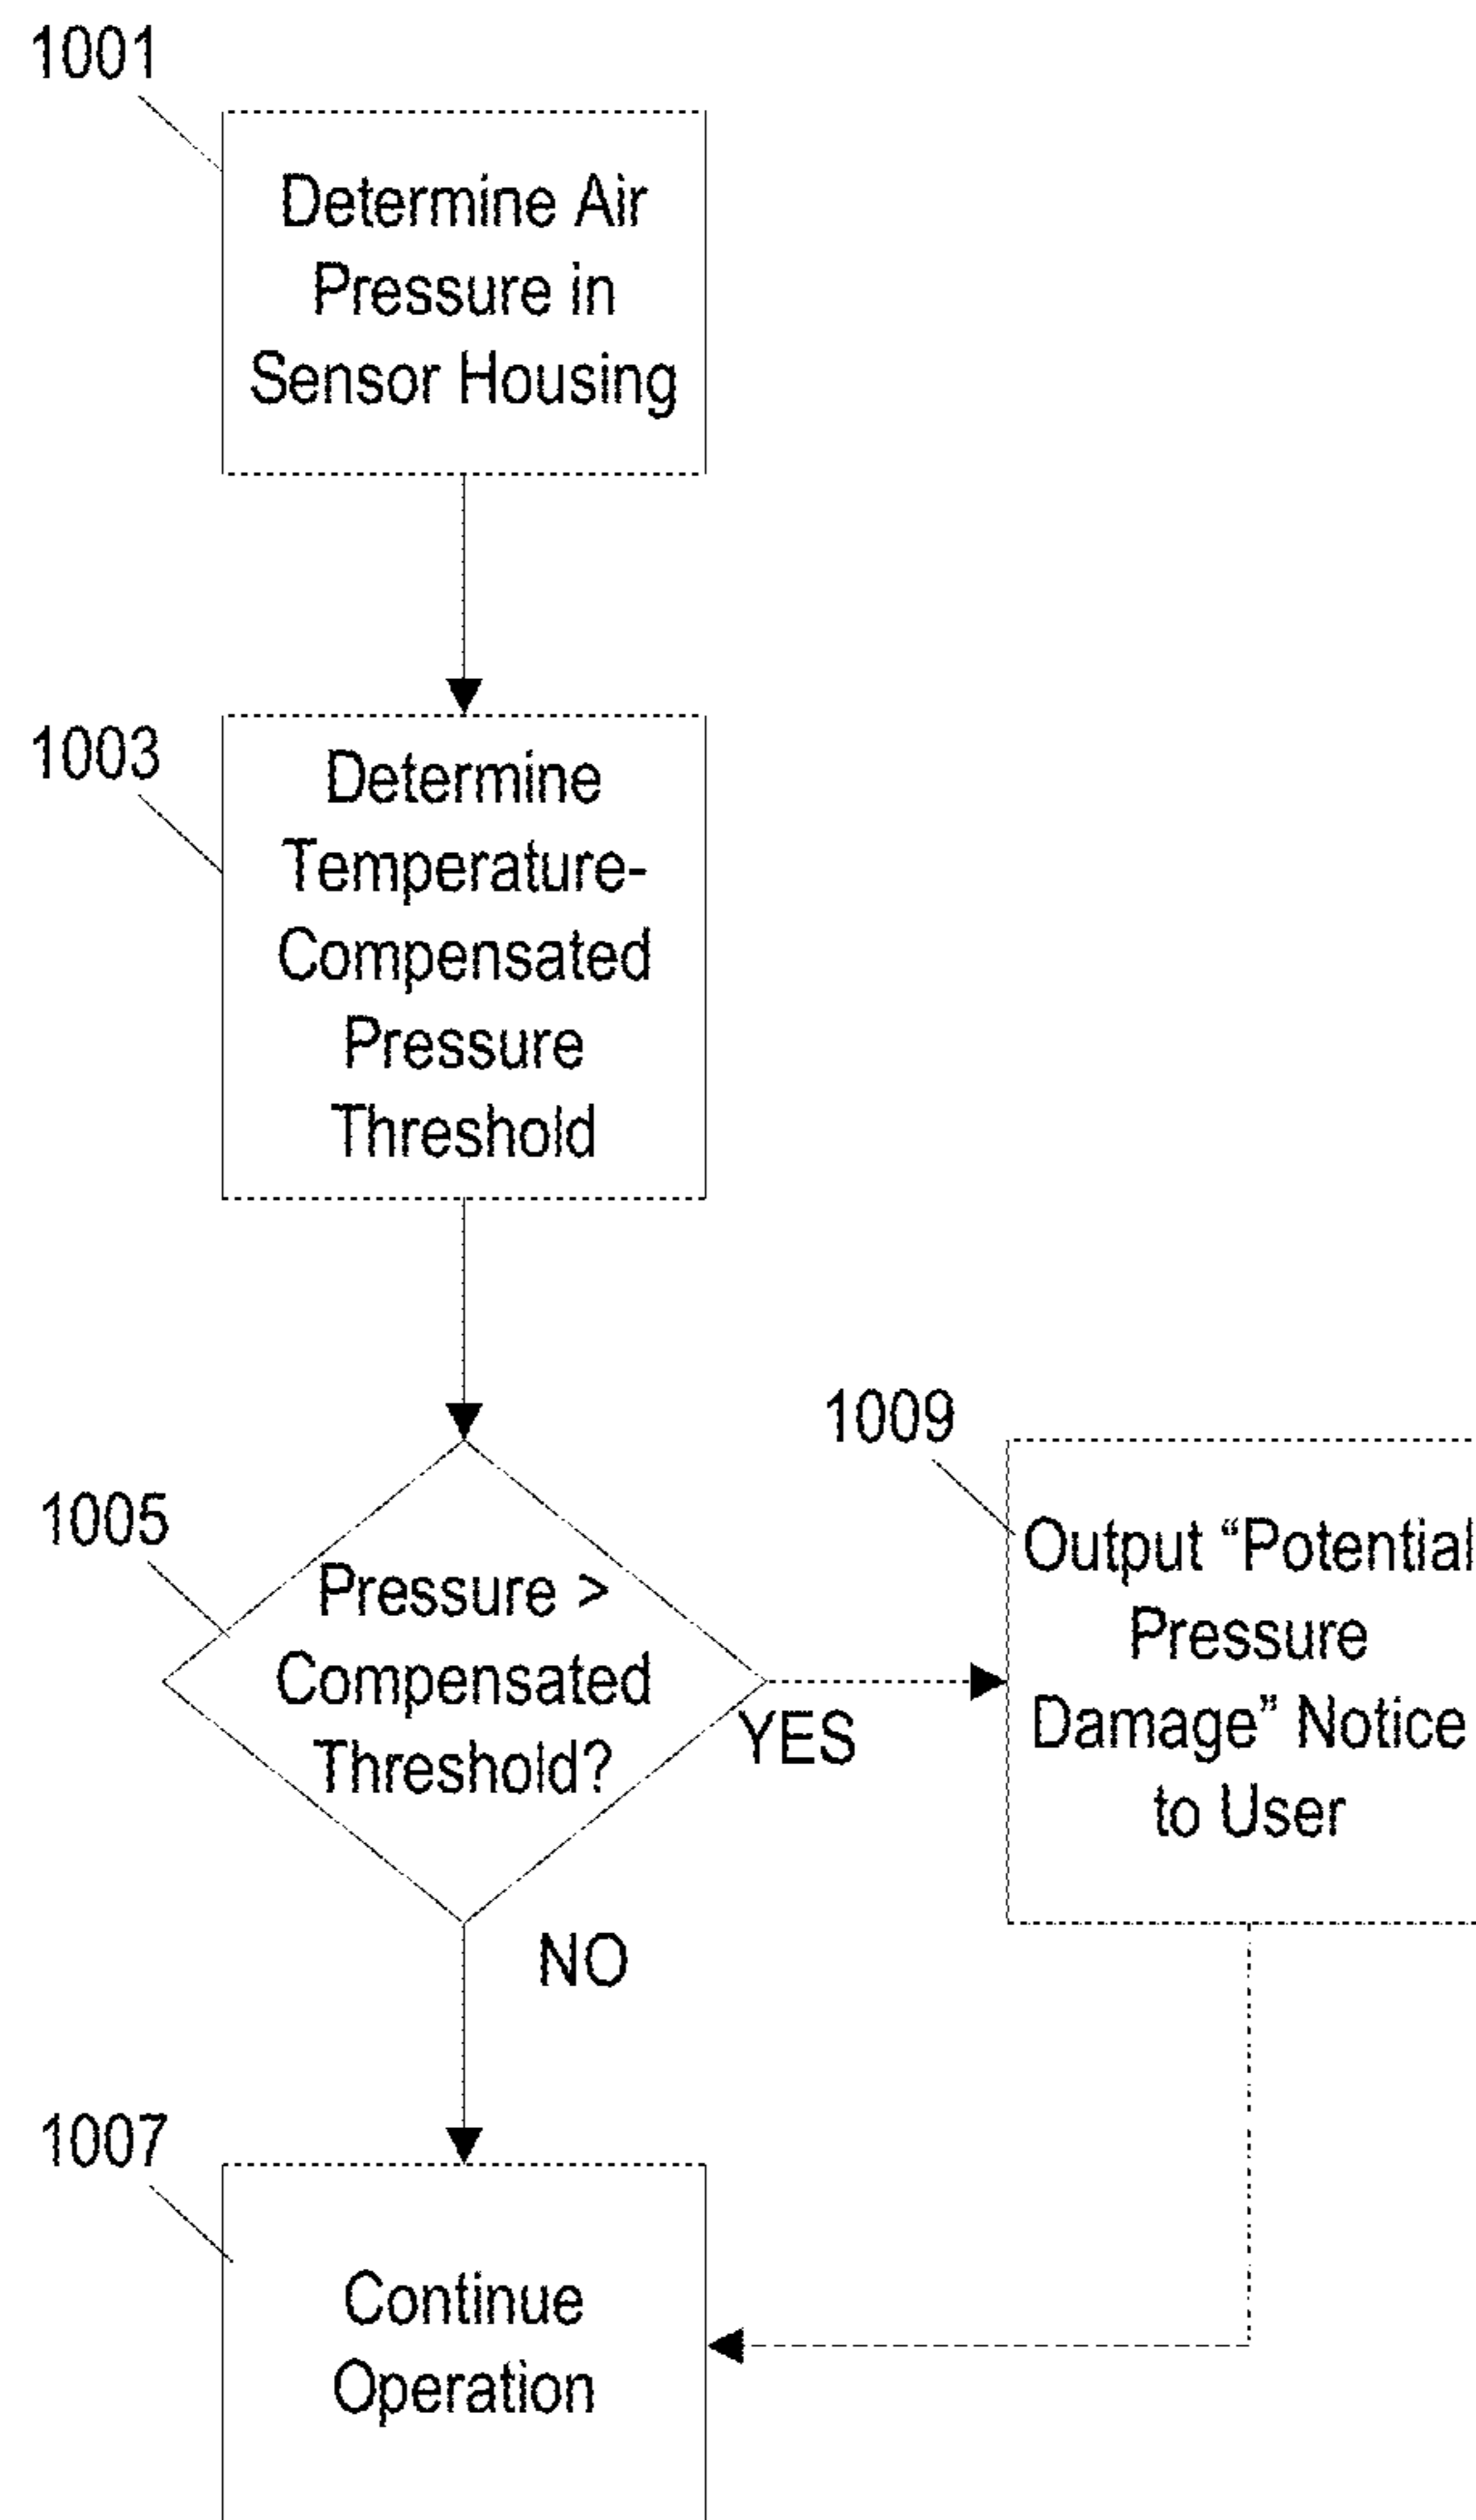 1001
Determine Air
Pressure in
Sensor Housing
1003
Determine
Temperature-
Compensated
Pressure
Threshold
1005
Pressure >
Compensated
Threshold?
YES
NO
1009
Output “Potential
Pressure
Damage” Notice
to User
1007
Continue
Operation